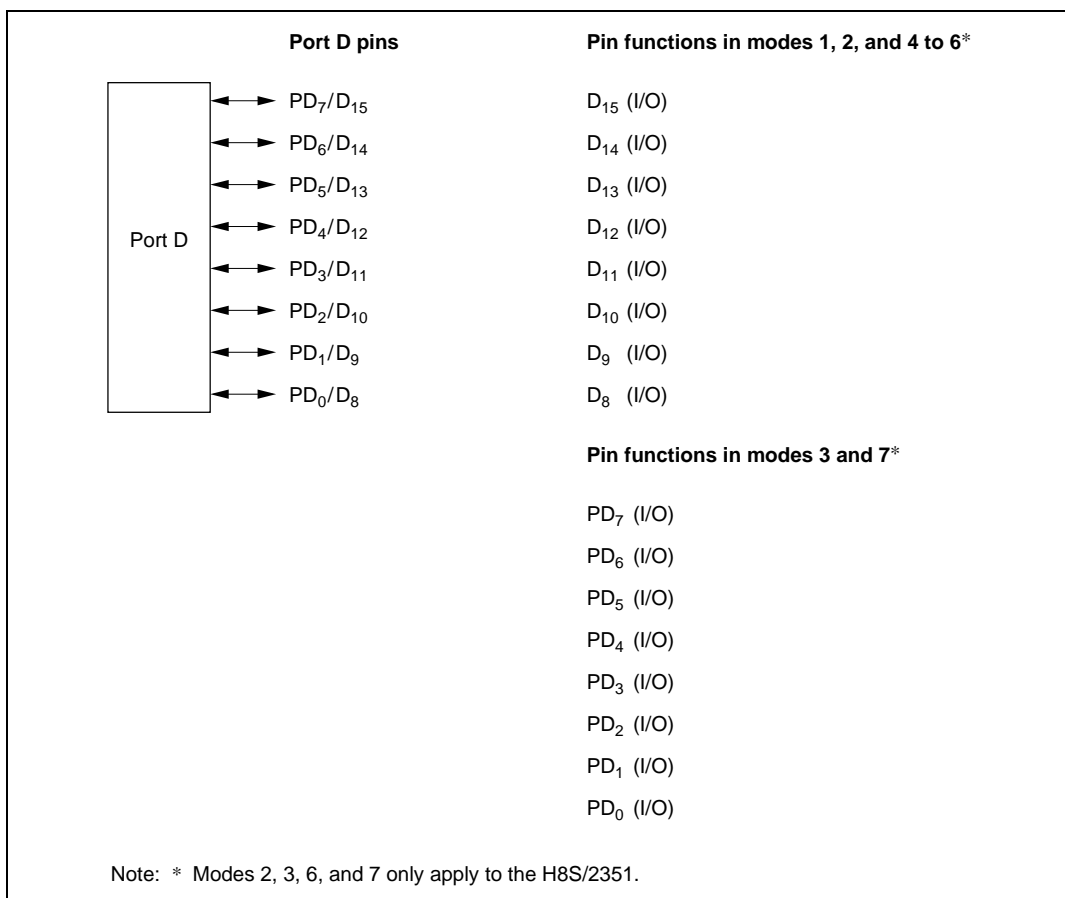 Port D pins Pin functions in modes 1, 2, and 4 to 6*
PD7/D15 D15 (I/O)
PD6/D14 D14 (I/O)
PD5/D13 D13 (I/O)
PD4/D12 D12 (I/O)
Port D
PD3/D11 D11 (I/O)
PD2/D10 D10 (I/O)
PD1/D9 D9 (I/O)
PD0/D8 D8 (I/O)
Pin functions in modes 3 and 7*
PD7 (I/O)
PD6 (I/O)
PD5 (I/O)
PD4 (I/O)
PD3 (I/O)
PD2 (I/O)
PD1 (I/O)
PD0 (I/O)
Note: * Modes 2, 3, 6, and 7 only apply to the H8S/2351.